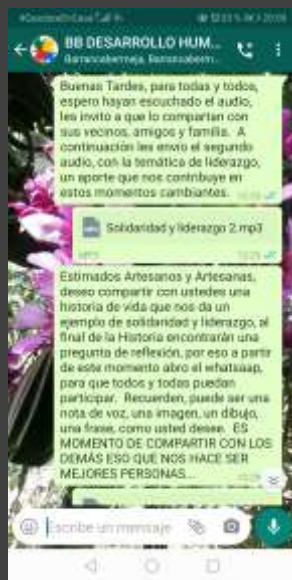 BB DESARROLLO HUM...
Barrancabermeja, Barrancaberm...
Buenas Tardes, para todas y todos,
espero hayan escuchado el audio,
les invito a que lo compartan con
sus vecinos, amigos y familia. A
continuación les envio el segundo
audio, con la temática de liderazgo,
un aporte que nos contribuye en
estos momentos cambiantes.
Solidaridad y liderazgo 2.mp3
MP3
Estimados Artesanos y Artesanas,
deseo compartir con ustedes una
historia de vida que nos da un
ejemplo de solidaridad y liderazgo, al
final de la Historia encontrarán una
pregunta de reflexión, por eso a partir
de este momento abro el whatsaap,
para que todos y todas puedan
participar. Recuerden, puede ser una
nota de voz, una imagen, un dibujo,
una frase, como usted desee. ES
MOMENTO DE COMPARTIR CON LOS
DEMÁS ESO QUE NOS HACE SER
MEJORES PERSONAS...
Escribe un mensaje